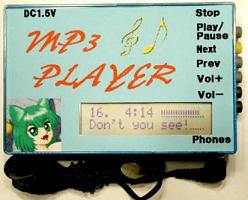 DC1.5V
Stop
Play/
Pause
Next
Prev
Vol+
Vol-
MP3
PLAYER
16. 4:14
Don't you see!
Phones